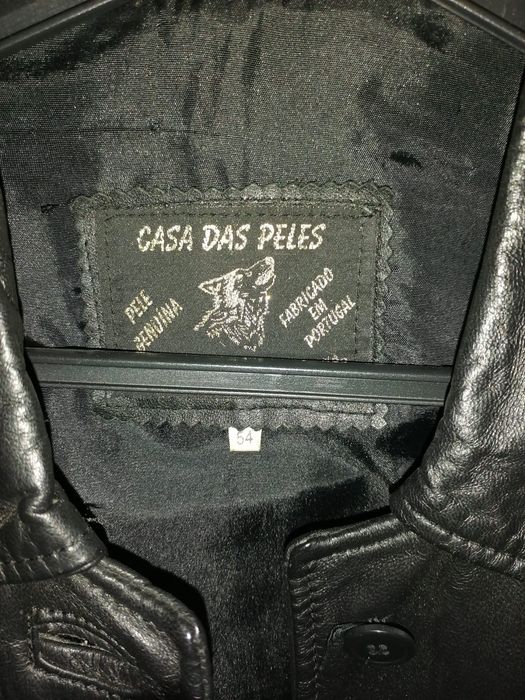 CASA DAS PELES
PELE
GENUINA
FABRICADO
EM
PORTUGAL
54